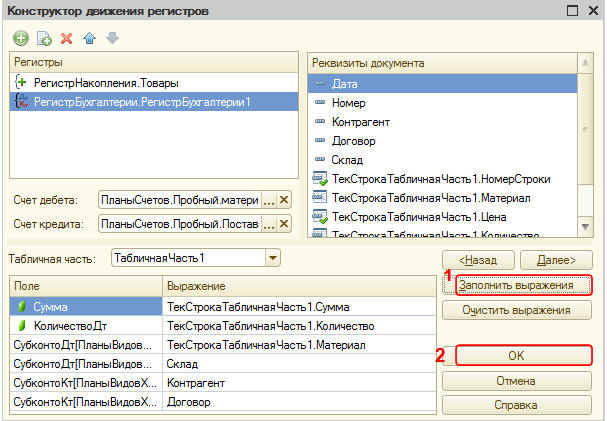 Конструктор движения регистров
Регистры
РегистрНакопления.Товары
РегистрБухгалтерии.РегистрБухгалтерии1
Реквизиты документа
Дата
Номер
Контрагент
Договор
Склад
ТекСтрокаТабличнаяЧасть1.НомерСтроки
ТекСтрокаТабличнаяЧасть1.Материал
ТекСтрокаТабличнаяЧасть1.Цена
ТекСтрокаТабличнаяЧасть1.Количество
Счет дебета: ПланыСчетов.Пробный.матери ...
Счет кредита: ПланыСчетов.Пробный.Постав ...
Табличная часть: ТабличнаяЧасть1
<Назад Далее>
Поле Выражение
Сумма ТекСтрокаТабличнаяЧасть1.Сумма
КоличествоДт ТекСтрокаТабличнаяЧасть1.Количество
СубконтоДт[ПланыВидов... ТекСтрокаТабличнаяЧасть1.Материал
СубконтоДт[ПланыВидов... Склад
СубконтоКт[ПланыВидовХ... Контрагент
СубконтоКт[ПланыВидовХ... Договор
1 Заполнить выражения
Очистить выражения
2 OK
Отмена
Справка